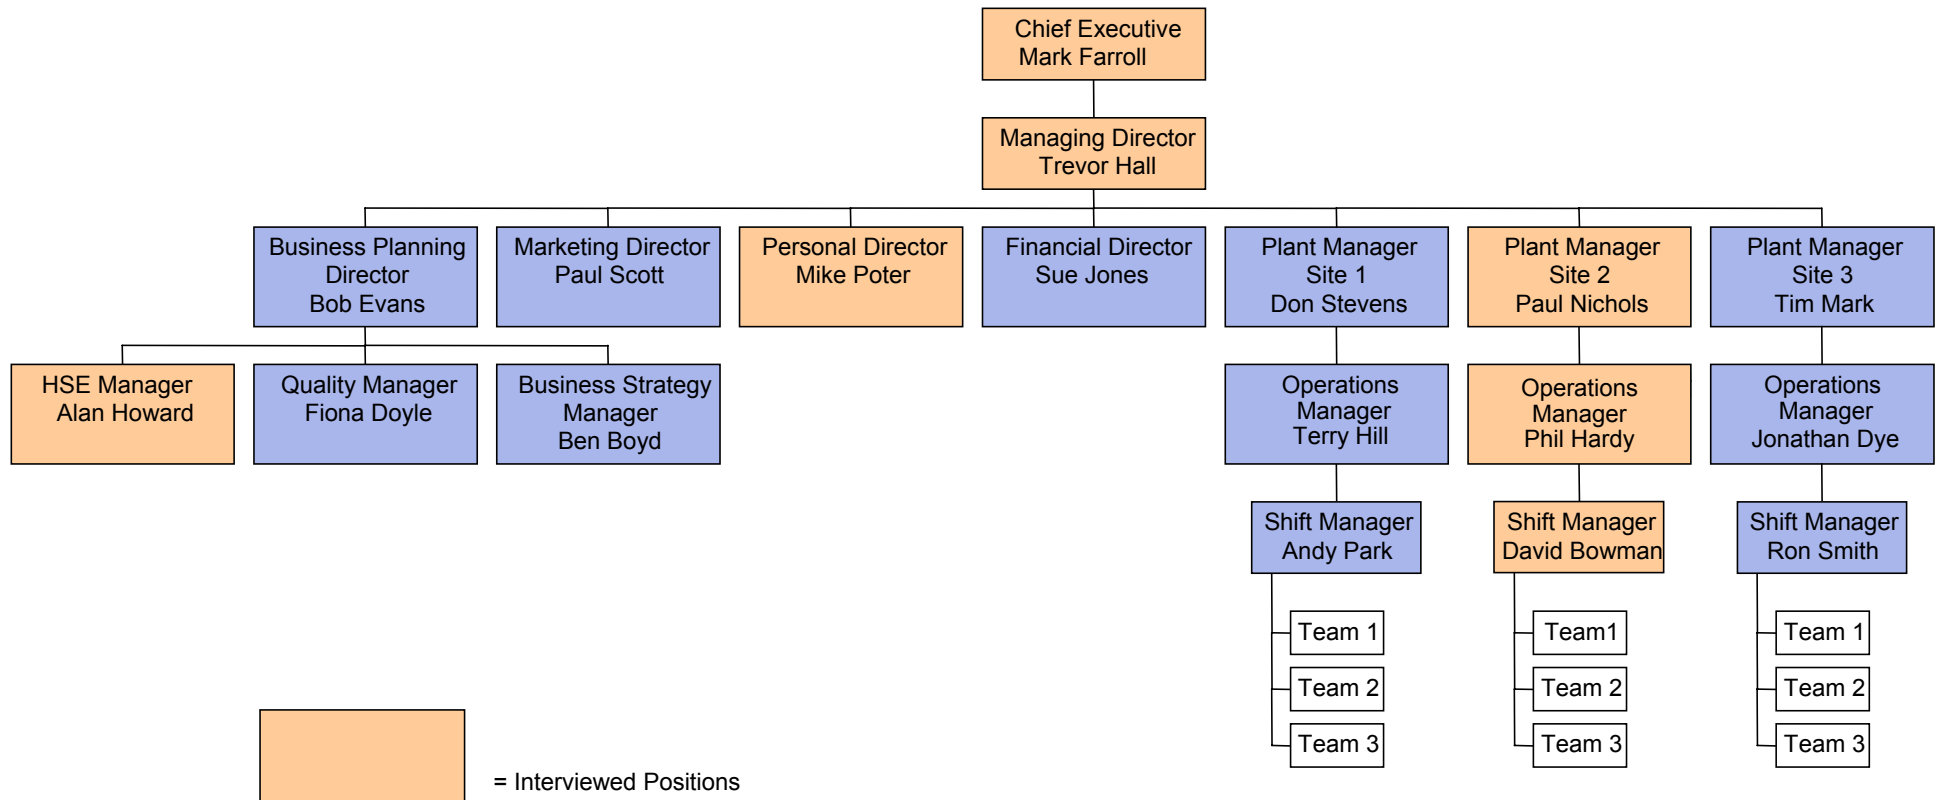 Chief Executive
Mark Farroll
Managing Director
Trevor Hall
Business Planning
Director
Bob Evans
Marketing Director
Paul Scott
Personal Director
Mike Poter
Financial Director
Sue Jones
Plant Manager
Site 1
Don Stevens
Plant Manager
Site 2
Paul Nichols
Plant Manager
Site 3
Tim Mark
HSE Manager
Alan Howard
Quality Manager
Fiona Doyle
Business Strategy
Manager
Ben Boyd
Operations
Manager
Terry Hill
Operations
Manager
Phil Hardy
Operations
Manager
Jonathan Dye
Shift Manager
Andy Park
Shift Manager
David Bowman
Shift Manager
Ron Smith
Team 1
Team 2
Team 3
Team1
Team 2
Team 3
Team 1
Team 2
Team 3
= Interviewed Positions